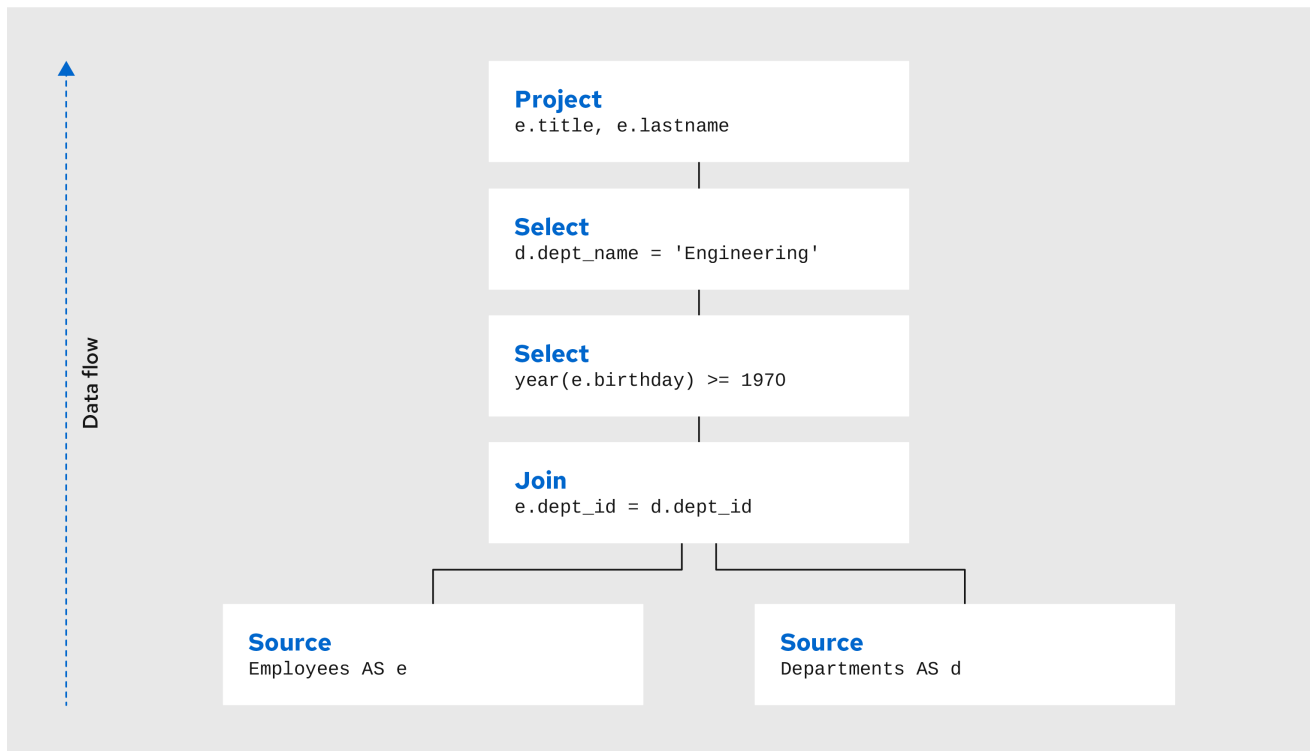 Project
e.title, e.lastname
Select
d.dept_name = 'Engineering'
Data flow
Select
year(e.birthday) >= 1970
Join
e.dept_id = d.dept_id
Source
Employees AS e
Source
Departments AS d